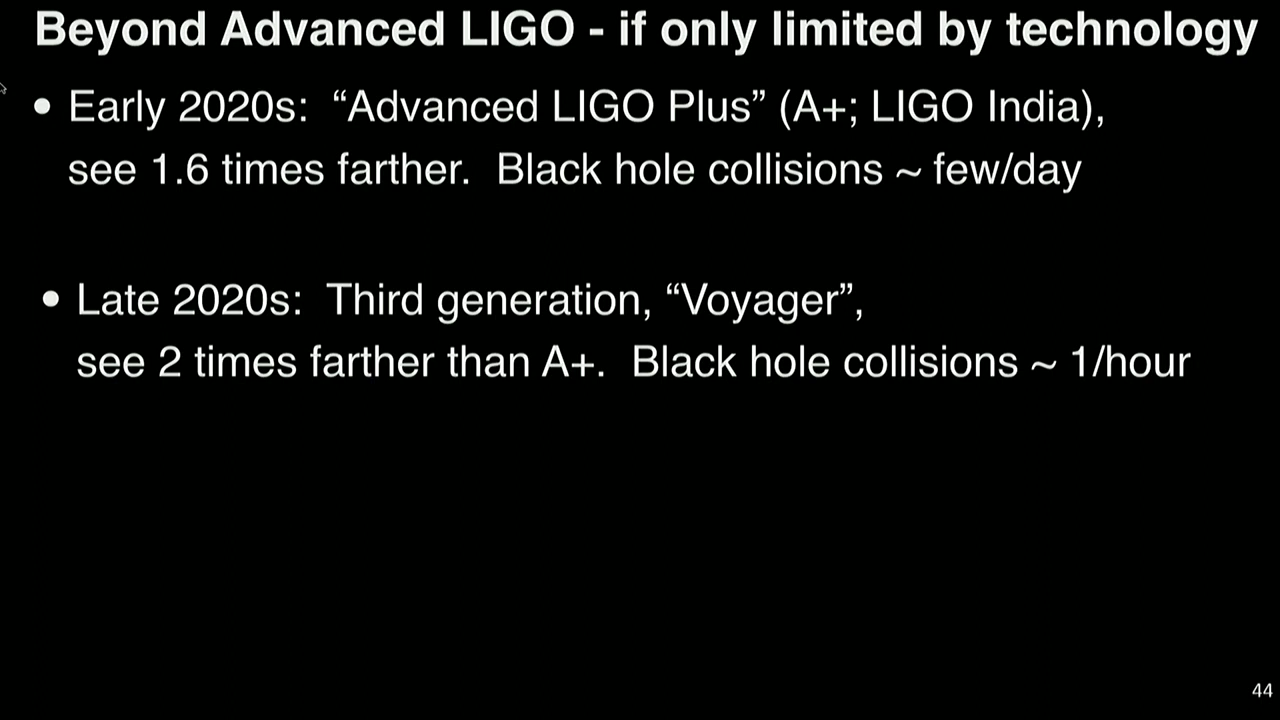 Beyond Advanced LIGO - if only limited by technology
• Early 2020s: “Advanced LIGO Plus” (A+; LIGO India),
see 1.6 times farther. Black hole collisions ~ few/day
• Late 2020s: Third generation, “Voyager”,
see 2 times farther than A+. Black hole collisions ~ 1/hour
44